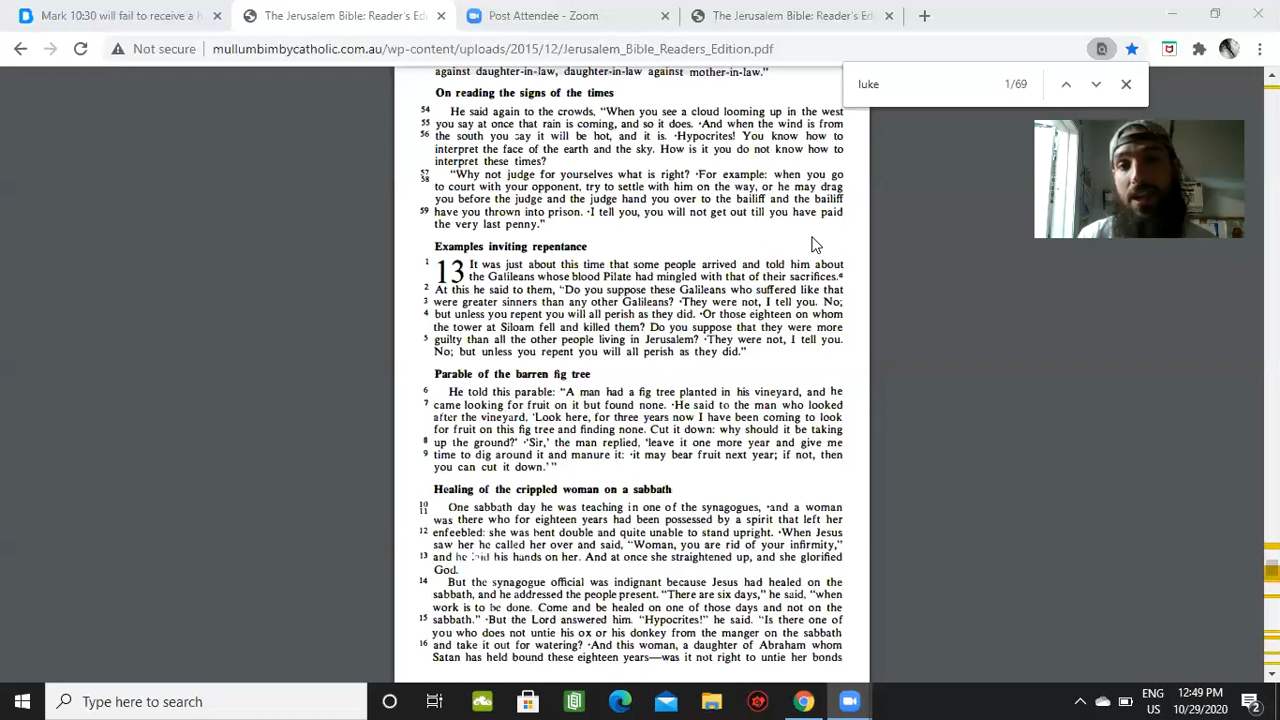 Mark 10:30 will fail to receive a h
The Jerusalem Bible: Reader's Ed
Post Attendee - Zoom
The Jerusalem Bible: Reader's Ed
Not secure
mullumbimbycatholic.com.au/wp-content/uploads/2015/12/Jerusalem_Bible_Readers_Edition.pdf
luke
1/69
against daughter-in-law, daughter-in-law against mother-in-law."
On reading the signs of the times
54 He said again to the crowds, "When you see a cloud looming up in the west
55 you say at once that rain is coming, and so it does. ·And when the wind is from
56 the south you say it will be hot, and it is. ·Hypocrites! You know how to
interpret the face of the earth and the sky. How is it you do not know how to
interpret these times?
57 "Why not judge for yourselves what is right? ·For example: when you go
58 to court with your opponent, try to settle with him on the way, or he may drag
you before the judge and the judge hand you over to the bailiff and the bailiff
59 have you thrown into prison. ·I tell you, you will not get out till you have paid
the very last penny."
Examples inviting repentance
1 13 It was just about this time that some people arrived and told him about
the Galileans whose blood Pilate had mingled with that of their sacrifices.a
2 At this he said to them, "Do you suppose these Galileans who suffered like that
3 were greater sinners than any other Galileans? ·They were not, I tell you. No;
4 but unless you repent you will all perish as they did. ·Or those eighteen on whom
the tower at Siloam fell and killed them? Do you suppose that they were more
5 guilty than all the other people living in Jerusalem? ·They were not, I tell you.
No; but unless you repent you will all perish as they did."
Parable of the barren fig tree
6 He told this parable: "A man had a fig tree planted in his vineyard, and he
7 came looking for fruit on it but found none. ·He said to the man who looked
after the vineyard, 'Look here, for three years now I have been coming to look
for fruit on this fig tree and finding none. Cut it down: why should it be taking
8 up the ground?' ·'Sir,' the man replied, 'leave it one more year and give me
9 time to dig around it and manure it: ·it may bear fruit next year; if not, then
you can cut it down.'"
Healing of the crippled woman on a sabbath
10 One sabbath day he was teaching in one of the synagogues, ·and a woman
11 was there who for eighteen years had been possessed by a spirit that left her
12 enfeebled: she was bent double and quite unable to stand upright. ·When Jesus
saw her he called her over and said, "Woman, you are rid of your infirmity,"
13 and he laid his hands on her. And at once she straightened up, and she glorified
God.
14 But the synagogue official was indignant because Jesus had healed on the
sabbath, and he addressed the people present. "There are six days," he said, "when
work is to be done. Come and be healed on one of those days and not on the
15 sabbath." ·But the Lord answered him. "Hypocrites!" he said. "Is there one of
you who does not untie his ox or his donkey from the manger on the sabbath
16 and take it out for watering? ·And this woman, a daughter of Abraham whom
Satan has held bound these eighteen years—was it not right to untie her bonds
Type here to search
ENG
US
12:49 PM
10/29/2020
2